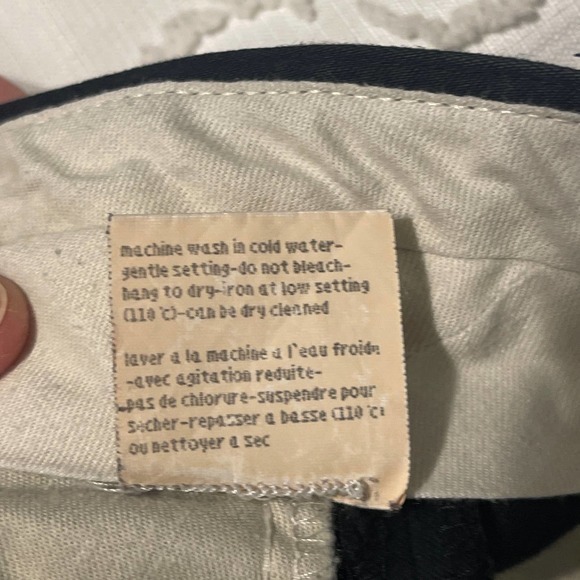 machine wash in cold water-
gentle setting-do not bleach-
hang to dry-iron at low setting
(110 °c)-can be dry cleaned
laver a la machine a l'eau froide
-avec agitation reduite-
-pas de chlorure-suspendre pour
secher-repasser a basse (110 °c)
ou nettoyer a sec